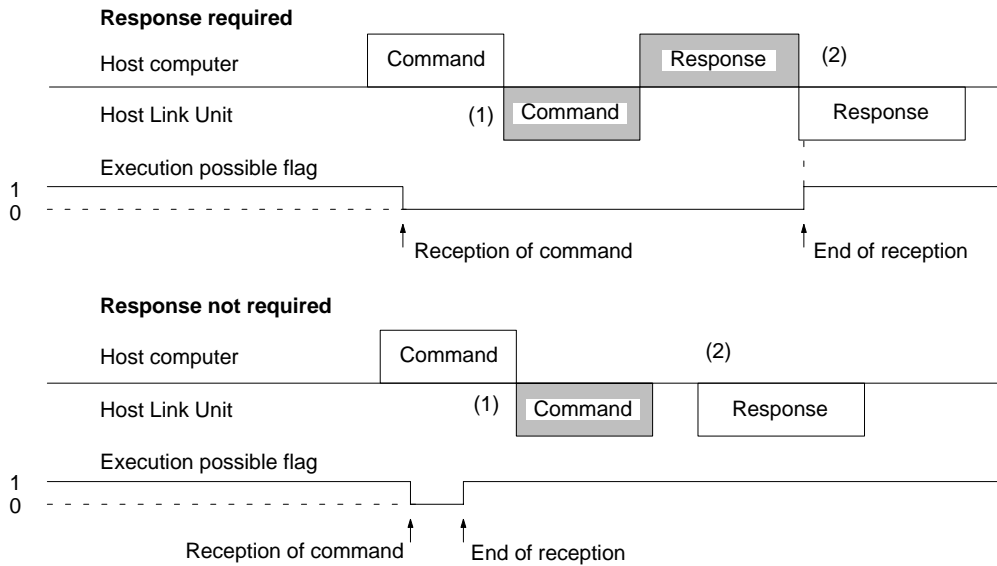 Response required
Host computer
Command
Response
(2)
Host Link Unit
(1)
Command
Response
Execution possible flag
1
0
Reception of command
End of reception
Response not required
Host computer
Command
(2)
Host Link Unit
(1)
Command
Response
Execution possible flag
1
0
Reception of command
End of reception